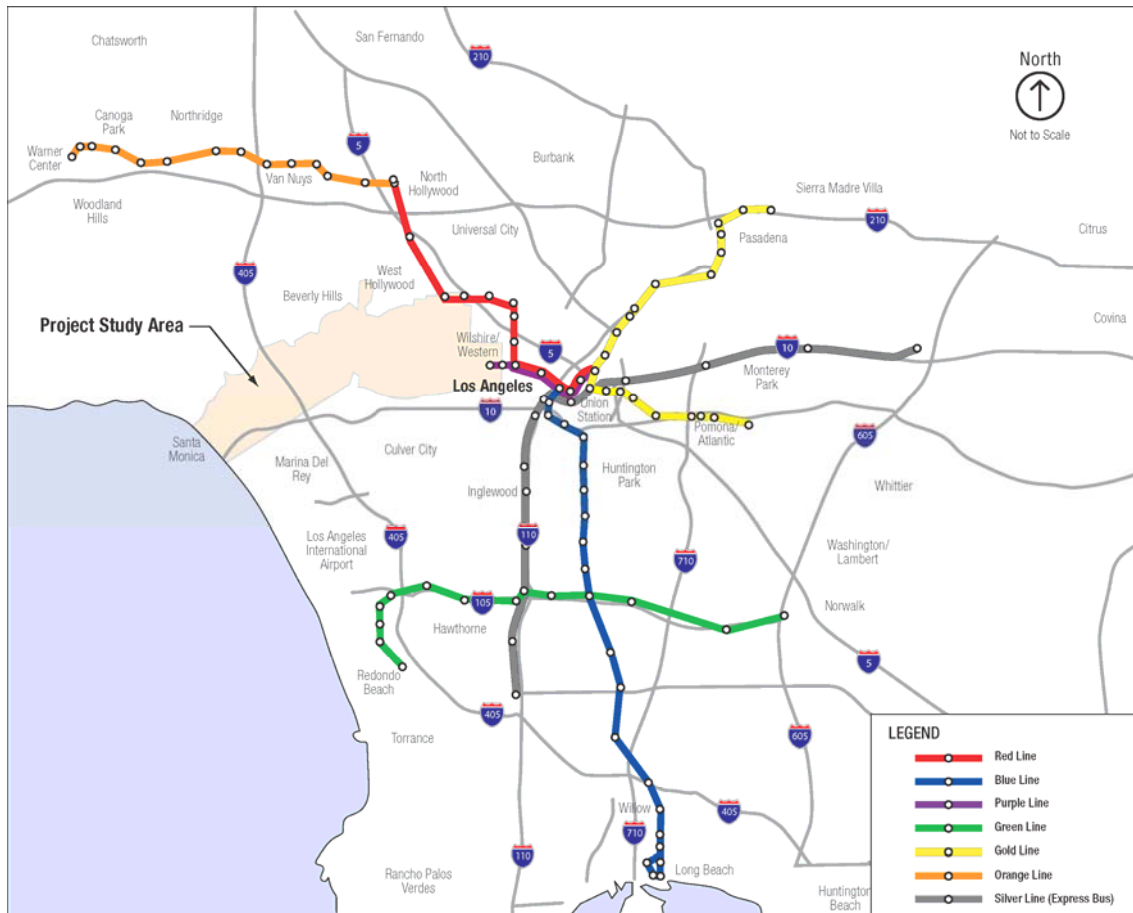 Chatsworth
San Fernando
210
North
Not to Scale
Canoga
Park
Northridge
Warner
Center
5
Van Nuys
North
Hollywood
Burbank
Woodland
Hills
Sierra Madre Villa
210
Citrus
Universal City
Pasadena
405
West
Hollywood
Beverly Hills
Project Study Area
Wilshire/
Western
5
Covina
10
Monterey
Park
Los Angeles
Union
Station
10
Pomona/
Atlantic
Santa
Monica
Culver City
605
Marina Del
Rey
Inglewood
Huntington
Park
Whittier
Los Angeles
International
Airport
405
110
710
Washington/
Lambert
105
Hawthorne
Norwalk
Redondo
Beach
5
405
Torrance
605
Willow
405
710
110
Rancho Palos
Verdes
Long Beach
Huntington
Beach
LEGEND
Red Line
Blue Line
Purple Line
Green Line
Gold Line
Orange Line
Silver Line (Express Bus)